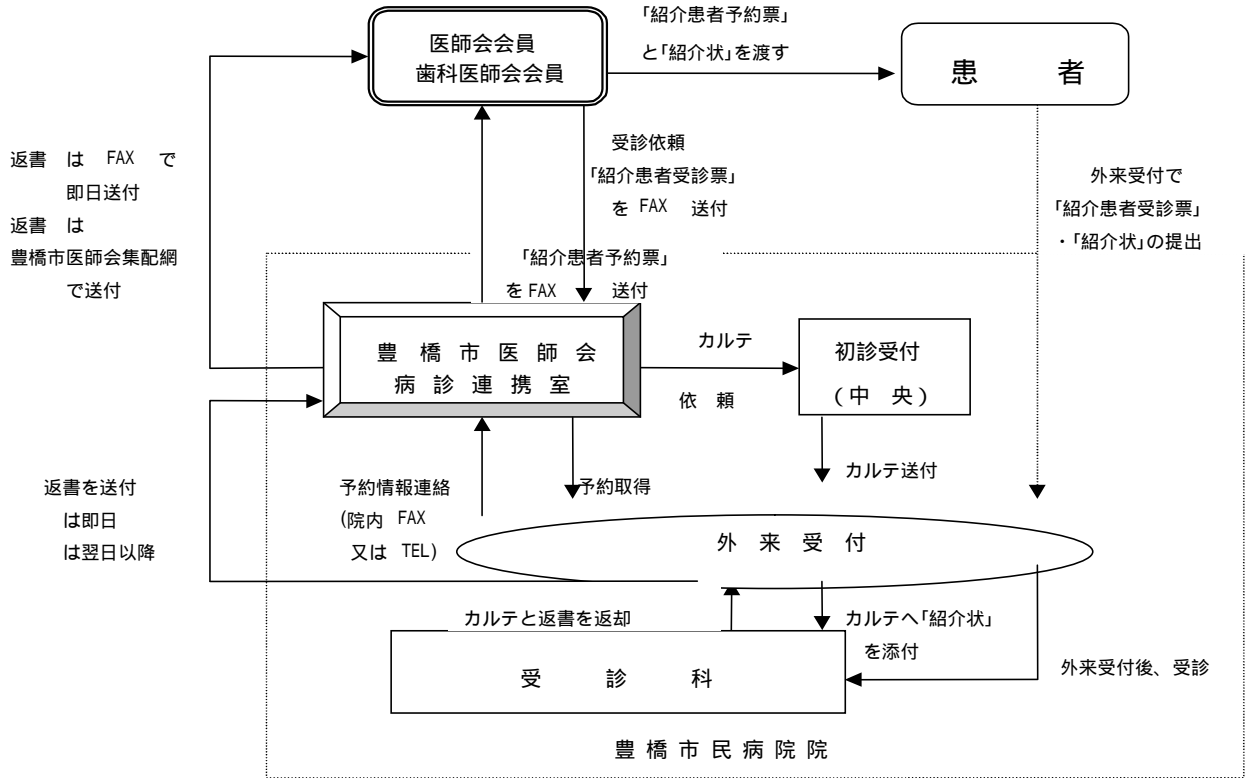 「紹介患者予約票」
と「紹介状」を渡す
医師会会員
歯科医師会会員
患 者
返書 は FAX で
即日送付
返書 は
豊橋市医師会集配網
で送付
受診依頼
「紹介患者受診票」
を FAX 送付
外来受付で
「紹介患者受診票」
・「紹介状」の提出
「紹介患者予約票」
を FAX 送付
豊橋市医師会
病診連携室
カルテ
依 頼
初診受付
(中 央)
カルテ送付
返書を送付
は即日
は翌日以降
予約情報連絡
(院内 FAX
又は TEL)
予約取得
外来受付
カルテと返書を返却
カルテへ「紹介状」
を添付
受 診 科
外来受付後、受診
豊橋市民病院院